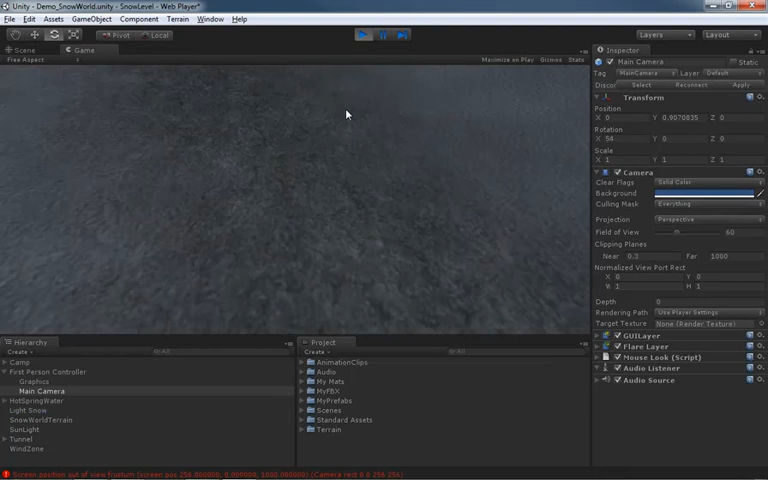 Unity - Demo_SnowWorld.unity - SnowLevel - Web Player*
File Edit Assets GameObject Component Terrain Window Help
Pivot Local Layers Layout
Scene Game
Free Aspect Maximize on Play Gizmos Stats
Inspector
Main Camera Static
Tag MainCamera Layer Default
Select Reconnect Apply
Transform
Position
X 0 Y 0.9070835 Z 0
Rotation
X 54 Y 0 Z 0
Scale
X 1 Y 1 Z 1
Camera
Clear Flags Solid Color
Background
Culling Mask Everything
Projection Perspective
Field of View 60
Clipping Planes
Near 0.3 Far 1000
Normalized View Port Rect
X 0 Y 0
W 1 H 1
Depth 0
Rendering Path Use Player Settings
Target Texture None (Render Texture)
GUILayer
Flare Layer
Mouse Look (Script)
Audio Listener
Audio Source
Hierarchy
Create All
Camp
First Person Controller
Graphics
Main Camera
HotSpringWater
Light Snow
SnowWorldTerrain
SunLight
Tunnel
WindZone
Project
Create All
AnimationClips
Audio
My Mats
MyFBX
MyPrefabs
Scenes
Standard Assets
Terrain
Screen position out of view frustum (screen pos 256.000000, 0.000000, 1000.000000) (Camera rect 0 0 256 256)